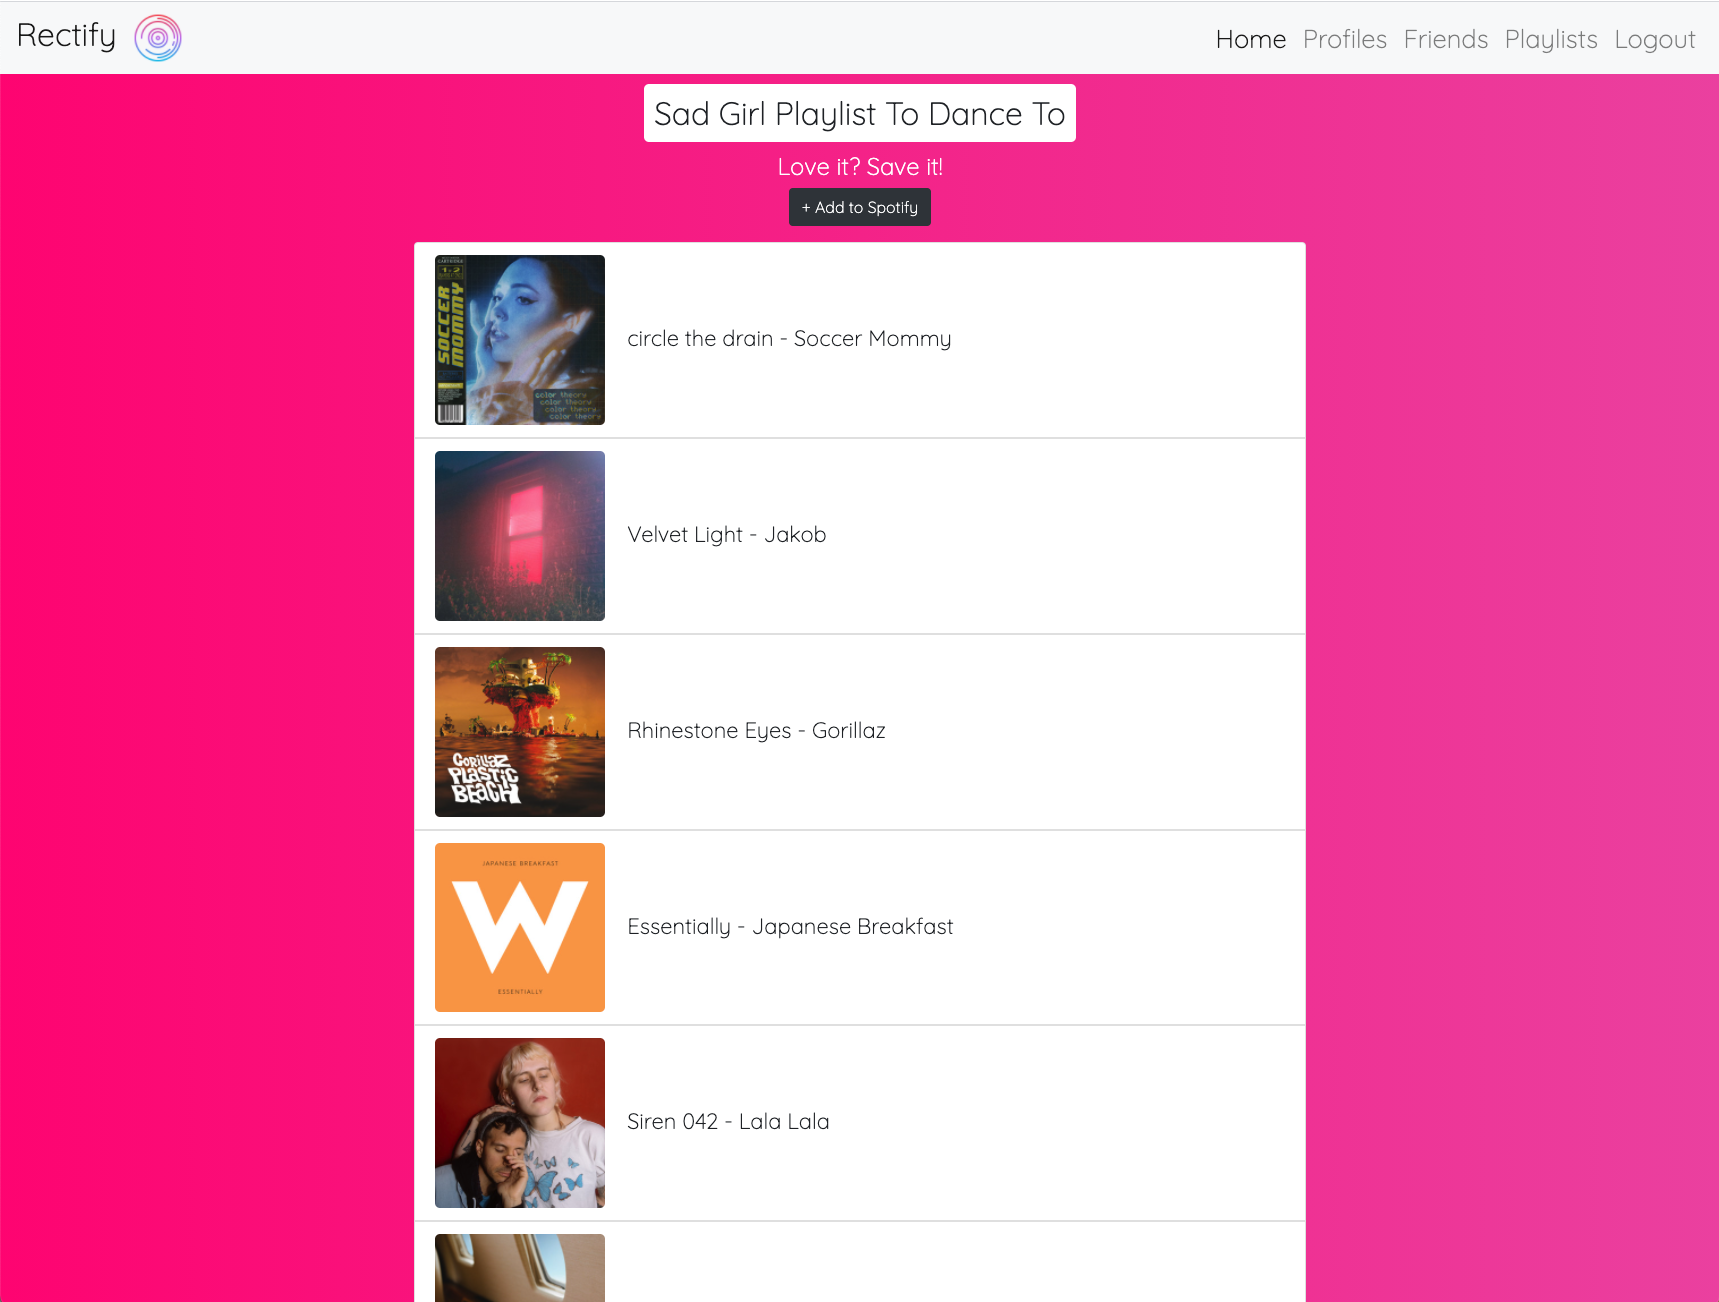 Rectify
Home Profiles Friends Playlists Logout
Sad Girl Playlist To Dance To
Love it? Save it!
+ Add to Spotify
1-2
SOCCER
MOMMY
color theory
color theory
color theory
color theory
circle the drain - Soccer Mommy
Velvet Light - Jakob
GORILLAZ
PLASTIC
BEACH
Rhinestone Eyes - Gorillaz
JAPANESE BREAKFAST
W
ESSENTIALLY
Essentially - Japanese Breakfast
Siren 042 - Lala Lala